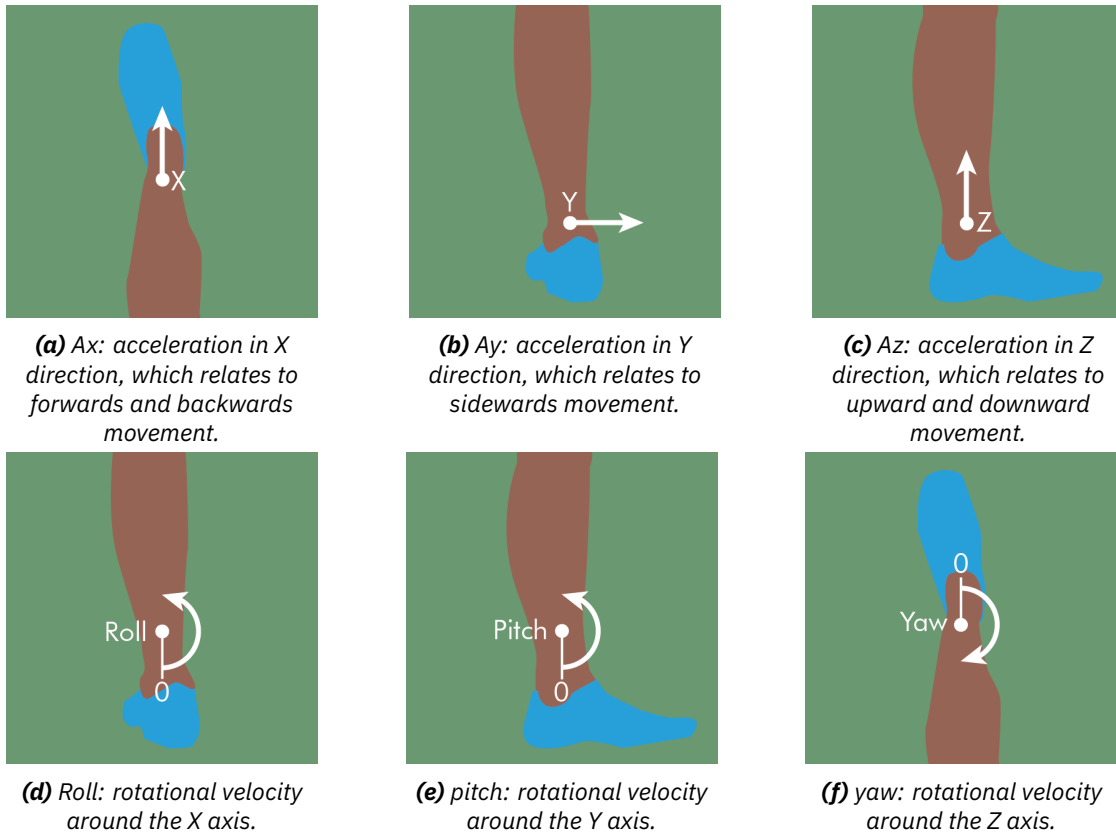 X
Y
Z
(a) Ax: acceleration in X
direction, which relates to
forwards and backwards
movement.
(b) Ay: acceleration in Y
direction, which relates to
sidewards movement.
(c) Az: acceleration in Z
direction, which relates to
upward and downward
movement.
Roll
0
Pitch
0
0
Yaw
(d) Roll: rotational velocity
around the X axis.
(e) pitch: rotational velocity
around the Y axis.
(f) yaw: rotational velocity
around the Z axis.